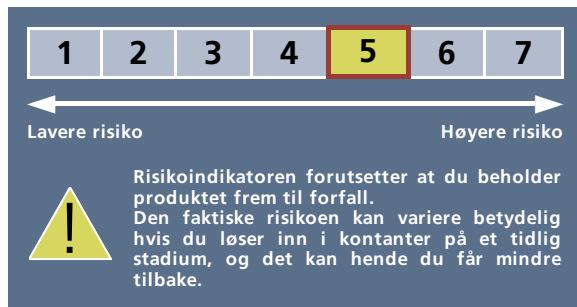 1 2 3 4 5 6 7
Lavere risiko Høyere risiko
Risikoindikatoren forutsetter at du beholder
produktet frem til forfall.
Den faktiske risikoen kan variere betydelig
hvis du løser inn i kontanter på et tidlig
stadium, og det kan hende du får mindre
tilbake.
!